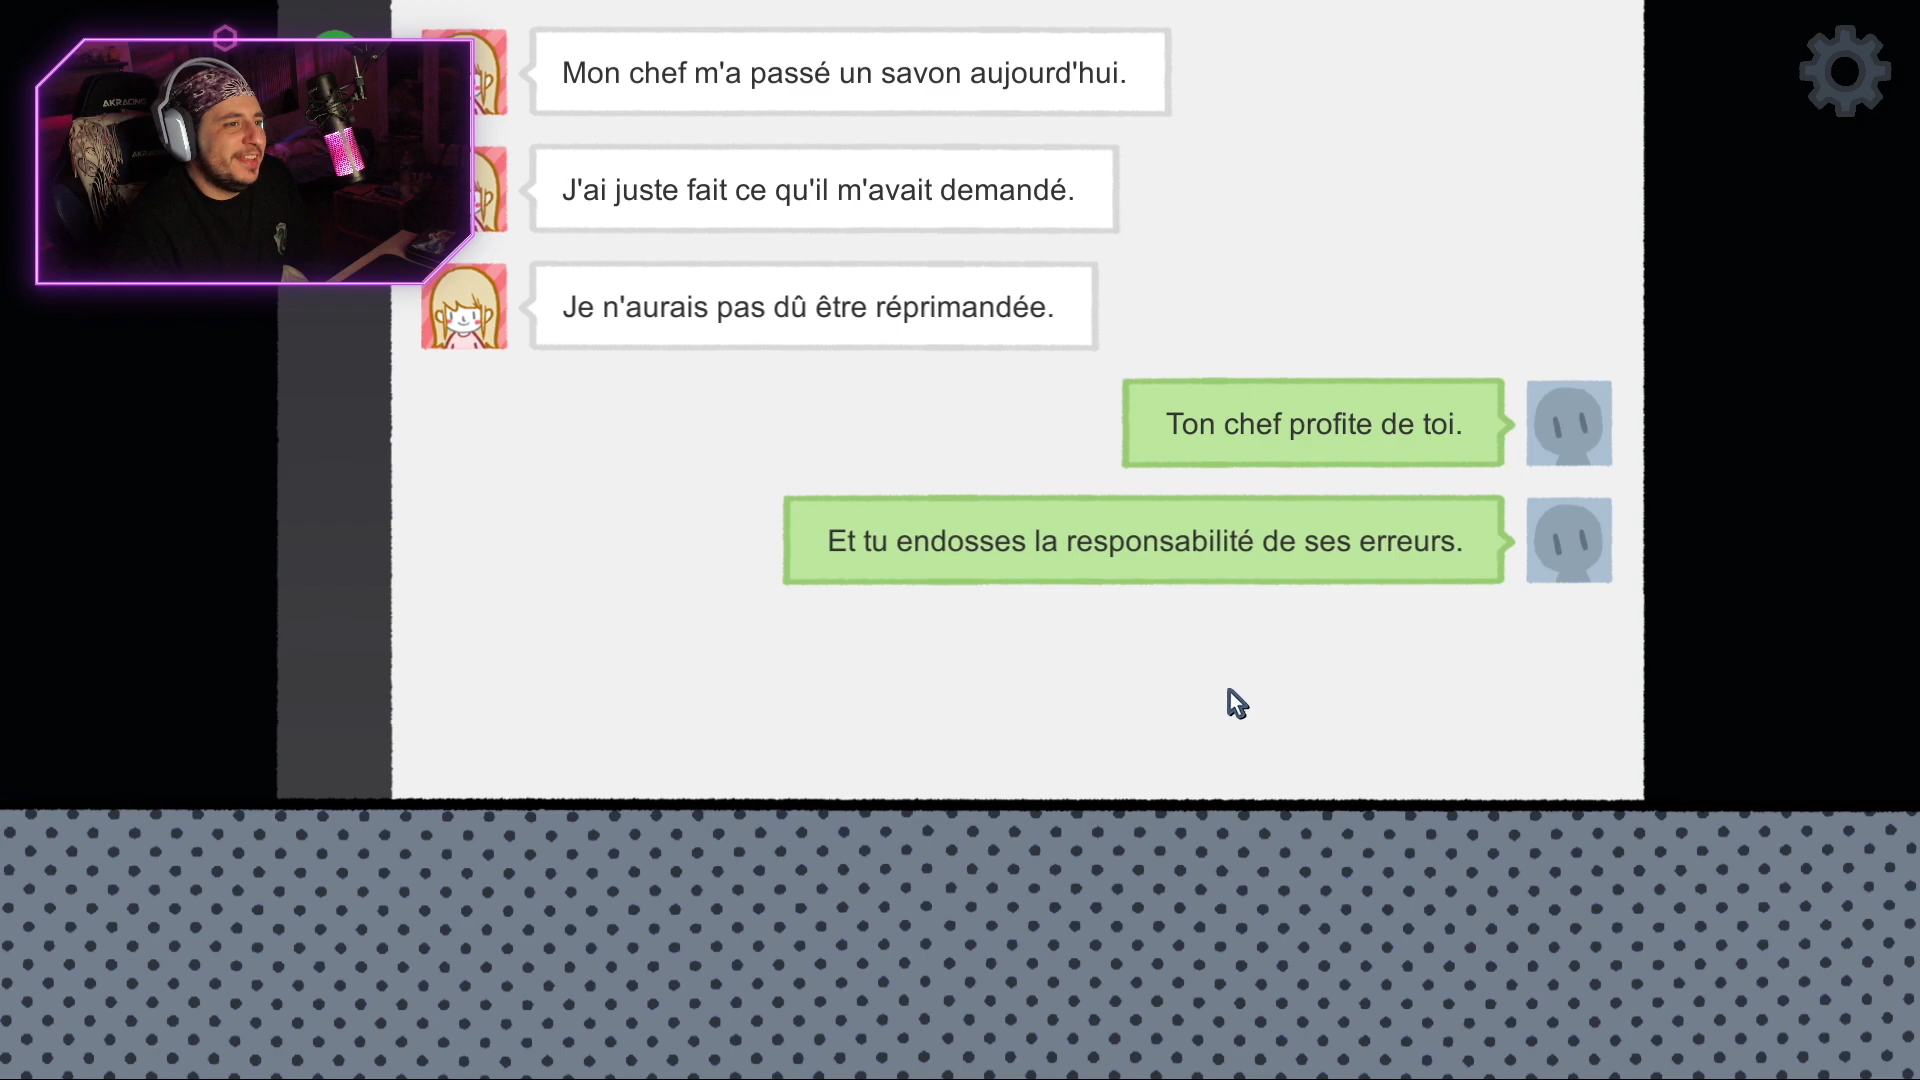 AKRACING
Mon chef m'a passé un savon aujourd'hui.
J'ai juste fait ce qu'il m'avait demandé.
Je n'aurais pas dû être réprimandée.
Ton chef profite de toi.
Et tu endosses la responsabilité de ses erreurs.